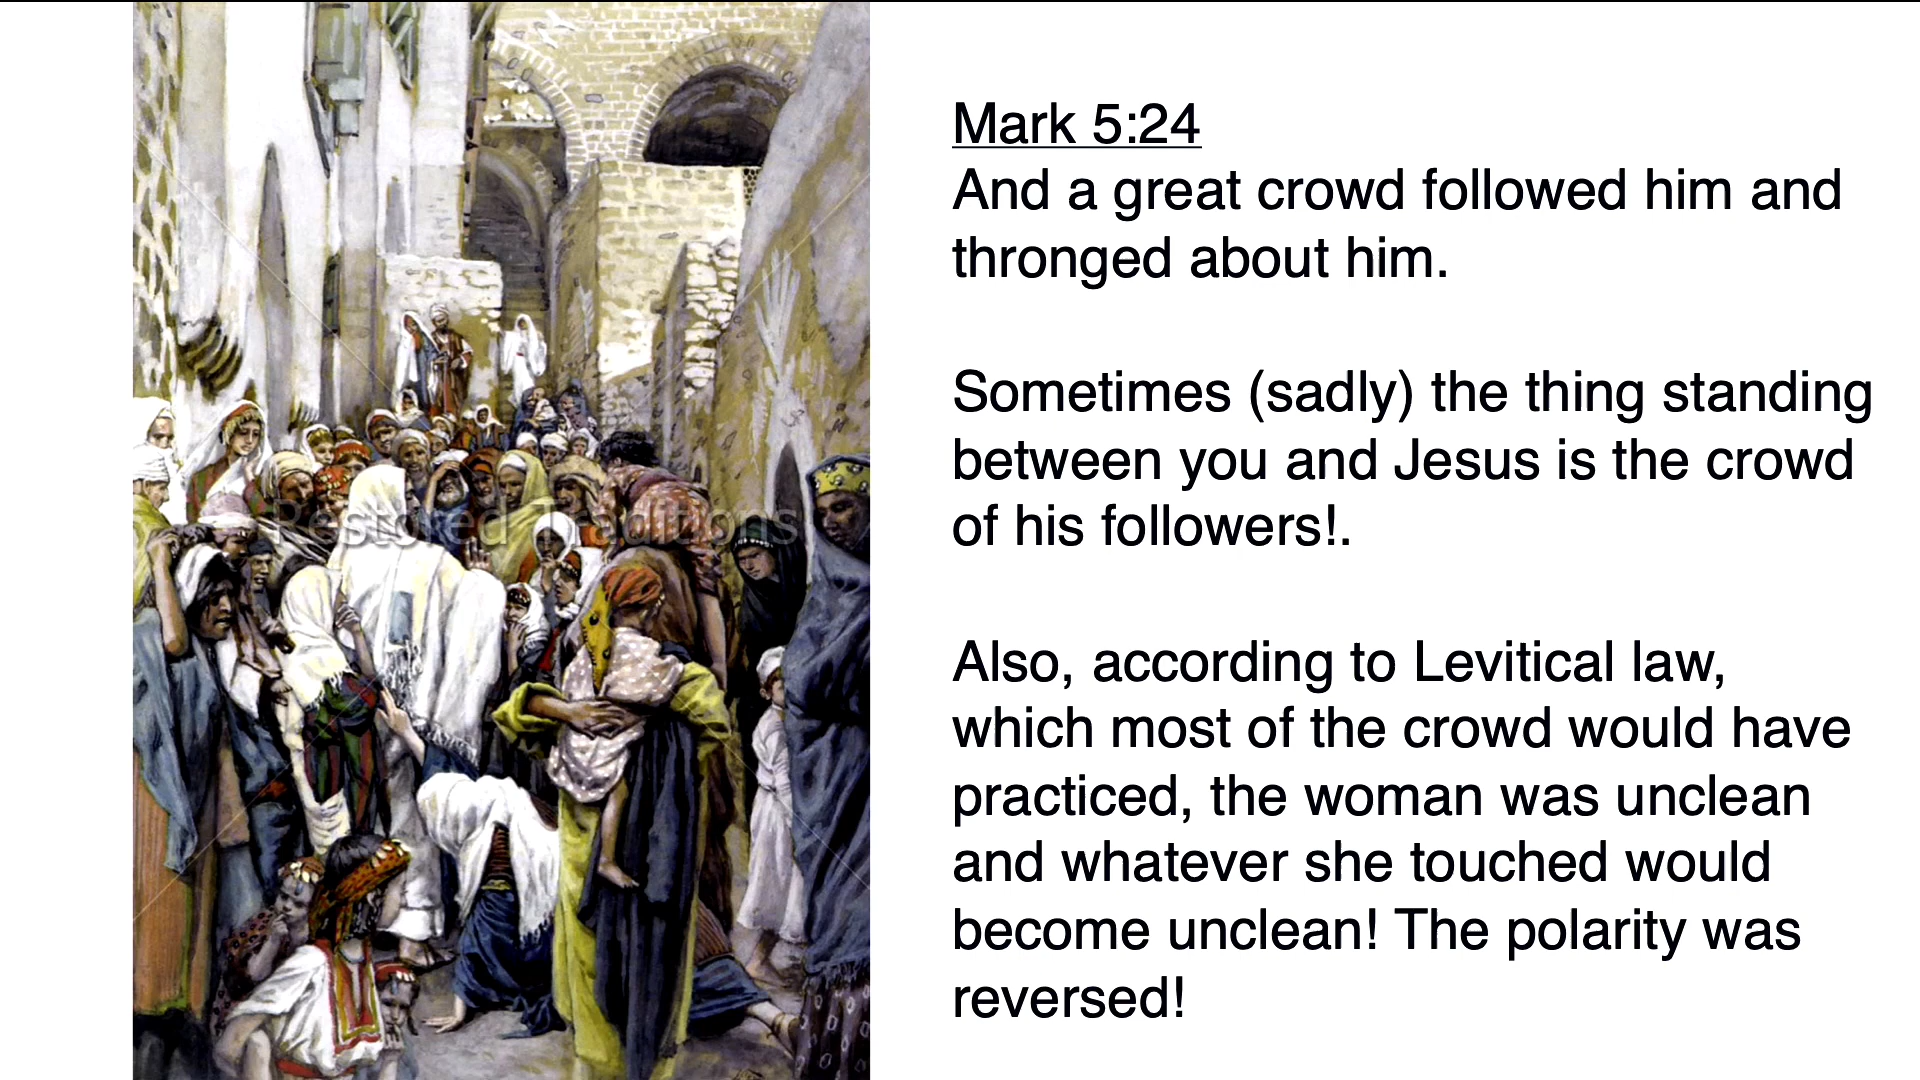 Mark 5:24
And a great crowd followed him and
thronged about him.
Sometimes (sadly) the thing standing
between you and Jesus is the crowd
of his followers!.
Also, according to Levitical law,
which most of the crowd would have
practiced, the woman was unclean
and whatever she touched would
become unclean! The polarity was
reversed!
Restored Traditions